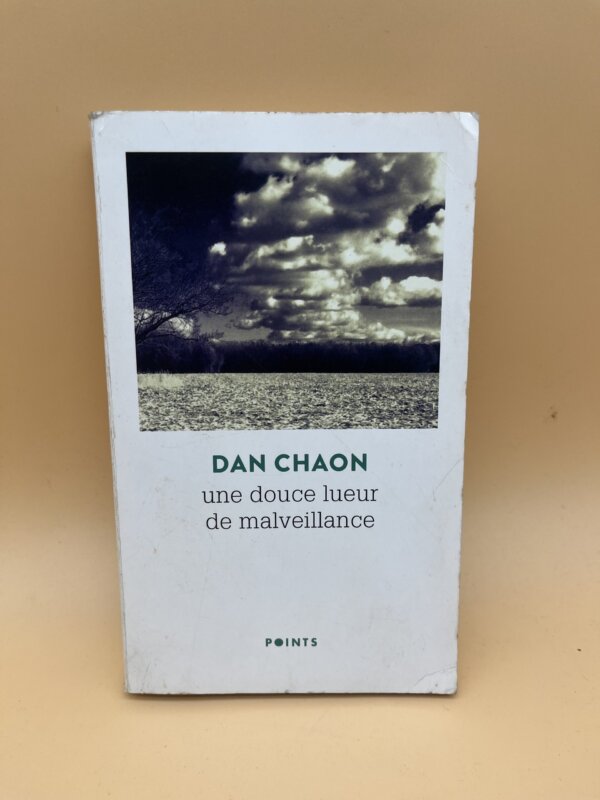 DAN CHAON
une douce lueur
de malveillance
POINTS